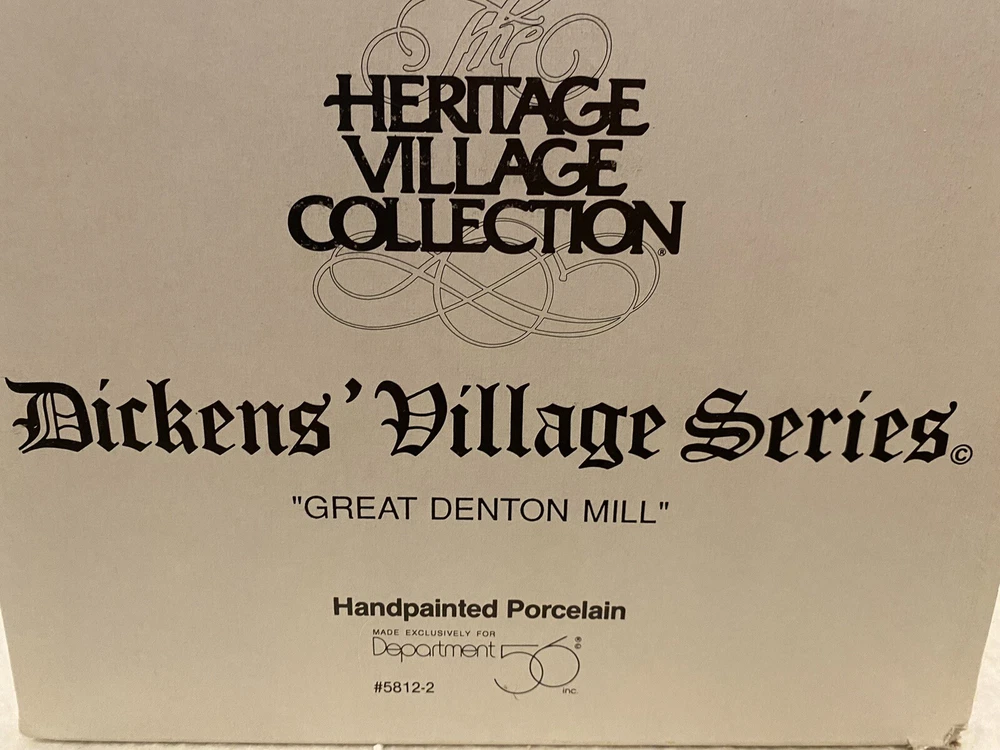 The
HERITAGE
VILLAGE
COLLECTION®
Dickens' Village Series©
"GREAT DENTON MILL"
Handpainted Porcelain
MADE EXCLUSIVELY FOR
Department 56®©
inc.
#5812-2